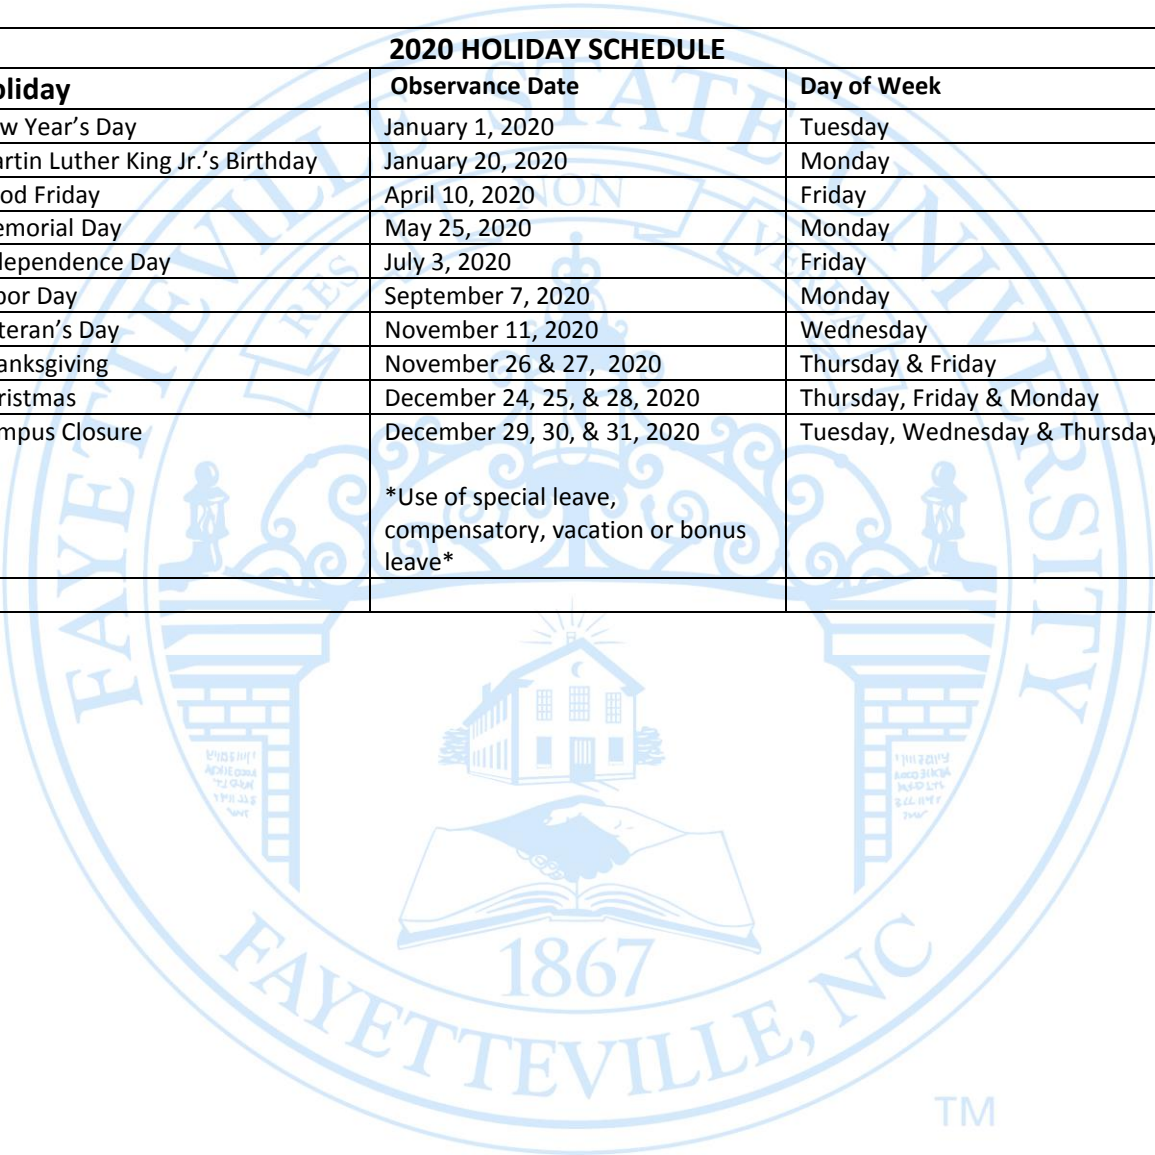 2020 HOLIDAY SCHEDULE
oliday Observance Date Day of Week
w Year’s Day January 1, 2020 Tuesday
artin Luther King Jr.’s Birthday January 20, 2020 Monday
od Friday April 10, 2020 Friday
emorial Day May 25, 2020 Monday
dependence Day July 3, 2020 Friday
bor Day September 7, 2020 Monday
teran’s Day November 11, 2020 Wednesday
anksgiving November 26 & 27, 2020 Thursday & Friday
ristmas December 24, 25, & 28, 2020 Thursday, Friday & Monday
mpus Closure December 29, 30, & 31, 2020 Tuesday, Wednesday & Thursday
*Use of special leave,
compensatory, vacation or bonus
leave*
FAYETTEVILLE STATE UNIVERSITY
RES NON VERBA
1867
FAYETTEVILLE, NC
TM